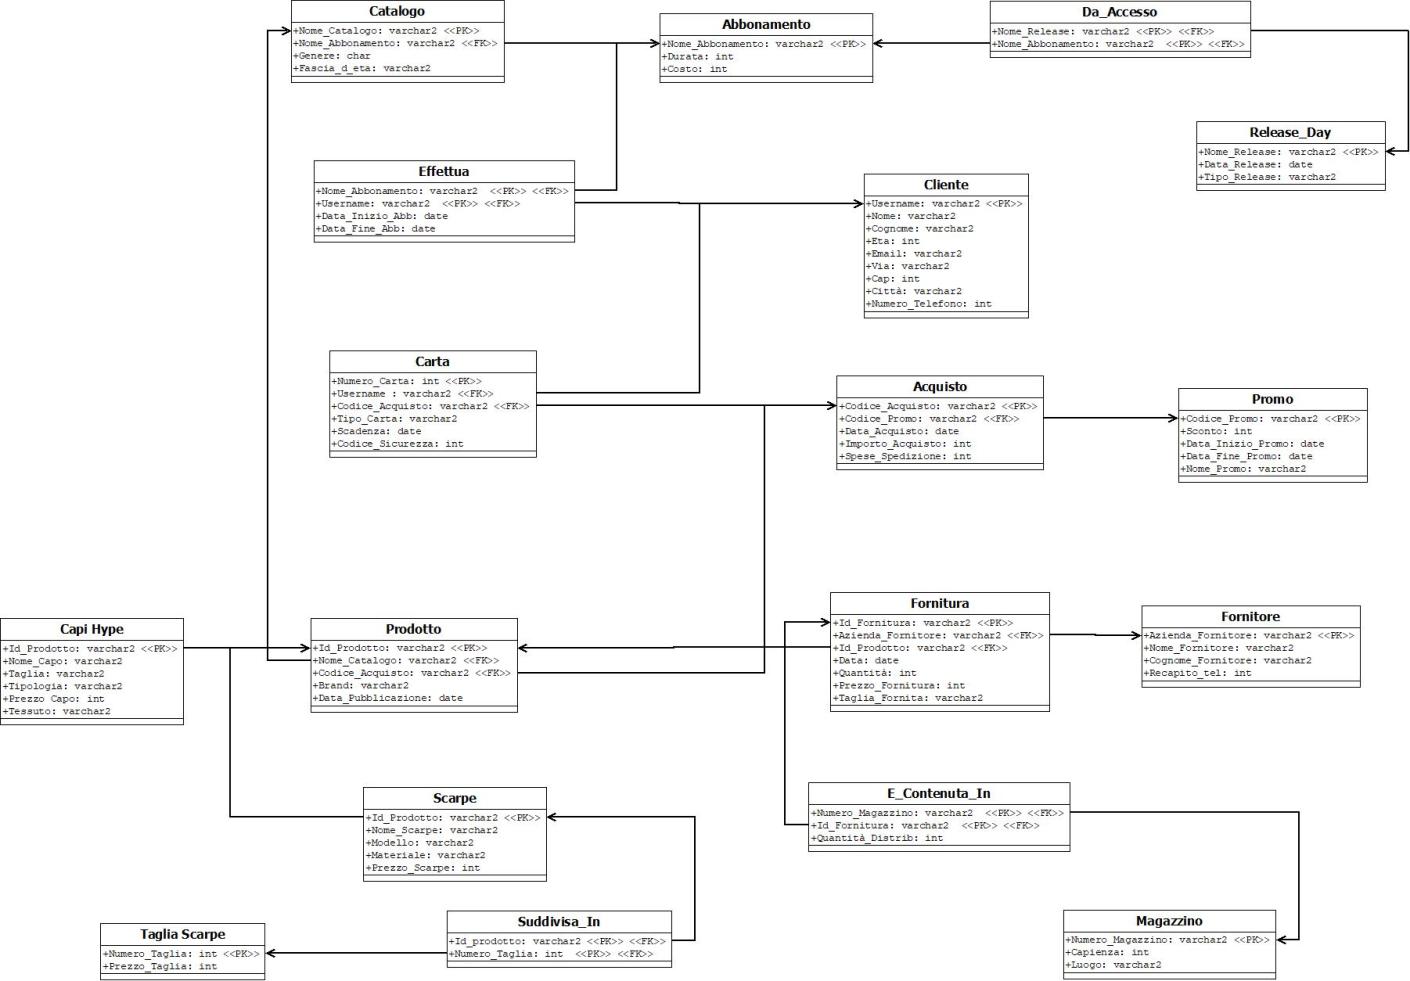 Catalogo
+Nome_Catalogo: varchar2 <<PK>>
+Nome_Abbonamento: varchar2 <<FK>>
+Genere: char
+Fascia_d_eta: varchar2
Abbonamento
+Nome_Abbonamento: varchar2 <<PK>>
+Durata: int
+Costo: int
Da_Accesso
+Nome_Release: varchar2 <<PK>> <<FK>>
+Nome_Abbonamento: varchar2 <<PK>> <<FK>>
Release_Day
+Nome_Release: varchar2 <<PK>>
+Data_Release: date
+Tipo_Release: varchar2
Effettua
+Nome_Abbonamento: varchar2 <<PK>> <<FK>>
+Username: varchar2 <<PK>> <<FK>>
+Data_Inizio_Abb: date
+Data_Fine_Abb: date
Cliente
+Username: varchar2 <<PK>>
+Nome: varchar2
+Cognome: varchar2
+Eta: int
+Email: varchar2
+Via: varchar2
+Cap: int
+Città: varchar2
+Numero_Telefono: int
Carta
+Numero_Carta: int <<PK>>
+Username : varchar2 <<FK>>
+Codice_Acquisto: varchar2 <<FK>>
+Tipo_Carta: varchar2
+Scadenza: date
+Codice_Sicurezza: int
Acquisto
+Codice_Acquisto: varchar2 <<PK>>
+Codice_Promo: varchar2 <<FK>>
+Data_Acquisto: date
+Importo_Acquisto: int
+Spese_Spedizione: int
Promo
+Codice_Promo: varchar2 <<PK>>
+Sconto: int
+Data_Inizio_Promo: date
+Data_Fine_Promo: date
+Nome_Promo: varchar2
Capi Hype
+Id_Prodotto: varchar2 <<PK>>
+Nome_Capo: varchar2
+Taglia: varchar2
+Tipologia: varchar2
+Prezzo Capo: int
+Tessuto: varchar2
Prodotto
+Id_Prodotto: varchar2 <<PK>>
+Nome_Catalogo: varchar2 <<FK>>
+Codice_Acquisto: varchar2 <<FK>>
+Brand: varchar2
+Data_Pubblicazione: date
Fornitura
+Id_Fornitura: varchar2 <<PK>>
+Azienda_Fornitore: varchar2 <<FK>>
+Id_Prodotto: varchar2 <<FK>>
+Data: date
+Quantità: int
+Prezzo_Fornitura: int
+Taglia_Fornita: varchar2
Fornitore
+Azienda_Fornitore: varchar2 <<PK>>
+Nome_Fornitore: varchar2
+Cognome_Fornitore: varchar2
+Recapito_tel: int
Scarpe
+Id_Prodotto: varchar2 <<PK>>
+Nome_Scarpe: varchar2
+Modello: varchar2
+Materiale: varchar2
+Prezzo_Scarpe: int
E_Contenuta_In
+Numero_Magazzino: varchar2 <<PK>> <<FK>>
+Id_Fornitura: varchar2 <<PK>> <<FK>>
+Quantità_Distrib: int
Taglia Scarpe
+Numero_Taglia: int <<PK>>
+Prezzo_Taglia: int
Suddivisa_In
+Id_prodotto: varchar2 <<PK>> <<FK>>
+Numero_Taglia: int <<PK>> <<FK>>
Magazzino
+Numero_Magazzino: varchar2 <<PK>>
+Capienza: int
+Luogo: varchar2